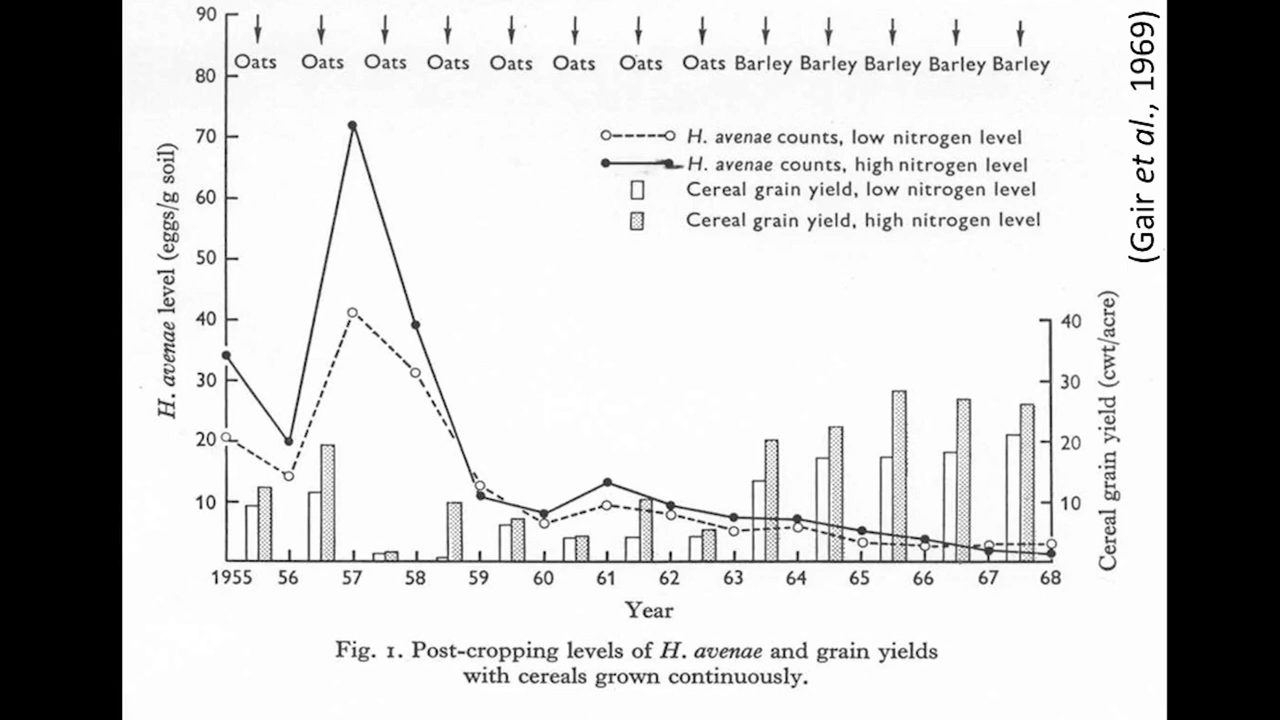 90
80
70
60
50
40
30
20
10
H. avenae level (eggs/g soil)
Oats Oats Oats Oats Oats Oats Oats Oats Barley Barley Barley Barley Barley
H. avenae counts, low nitrogen level
H. avenae counts, high nitrogen level
Cereal grain yield, low nitrogen level
Cereal grain yield, high nitrogen level
40
30
20
10
Cereal grain yield (cwt/acre)
(Gair et al., 1969)
1955 56 57 58 59 60 61 62 63 64 65 66 67 68
Year
Fig. 1. Post-cropping levels of H. avenae and grain yields
with cereals grown continuously.